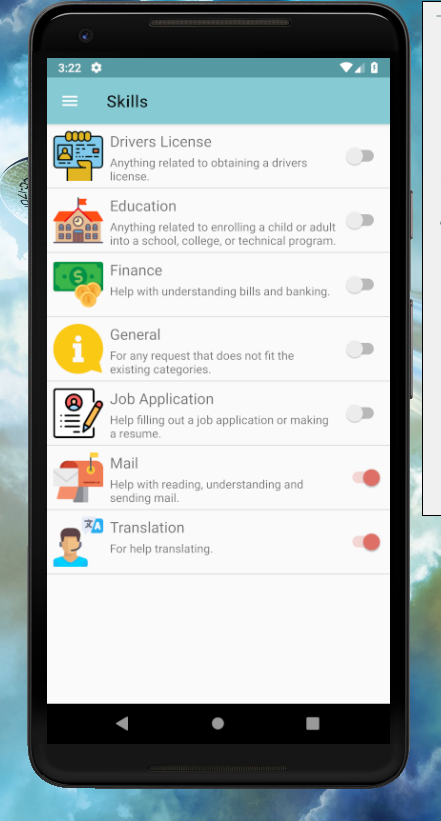 3:22
Skills
Drivers License
Anything related to obtaining a drivers
license.
Education
Anything related to enrolling a child or adult
into a school, college, or technical program.
Finance
Help with understanding bills and banking.
General
For any request that does not fit the
existing categories.
Job Application
Help filling out a job application or making
a resume.
Mail
Help with reading, understanding and
sending mail.
Translation
For help translating.